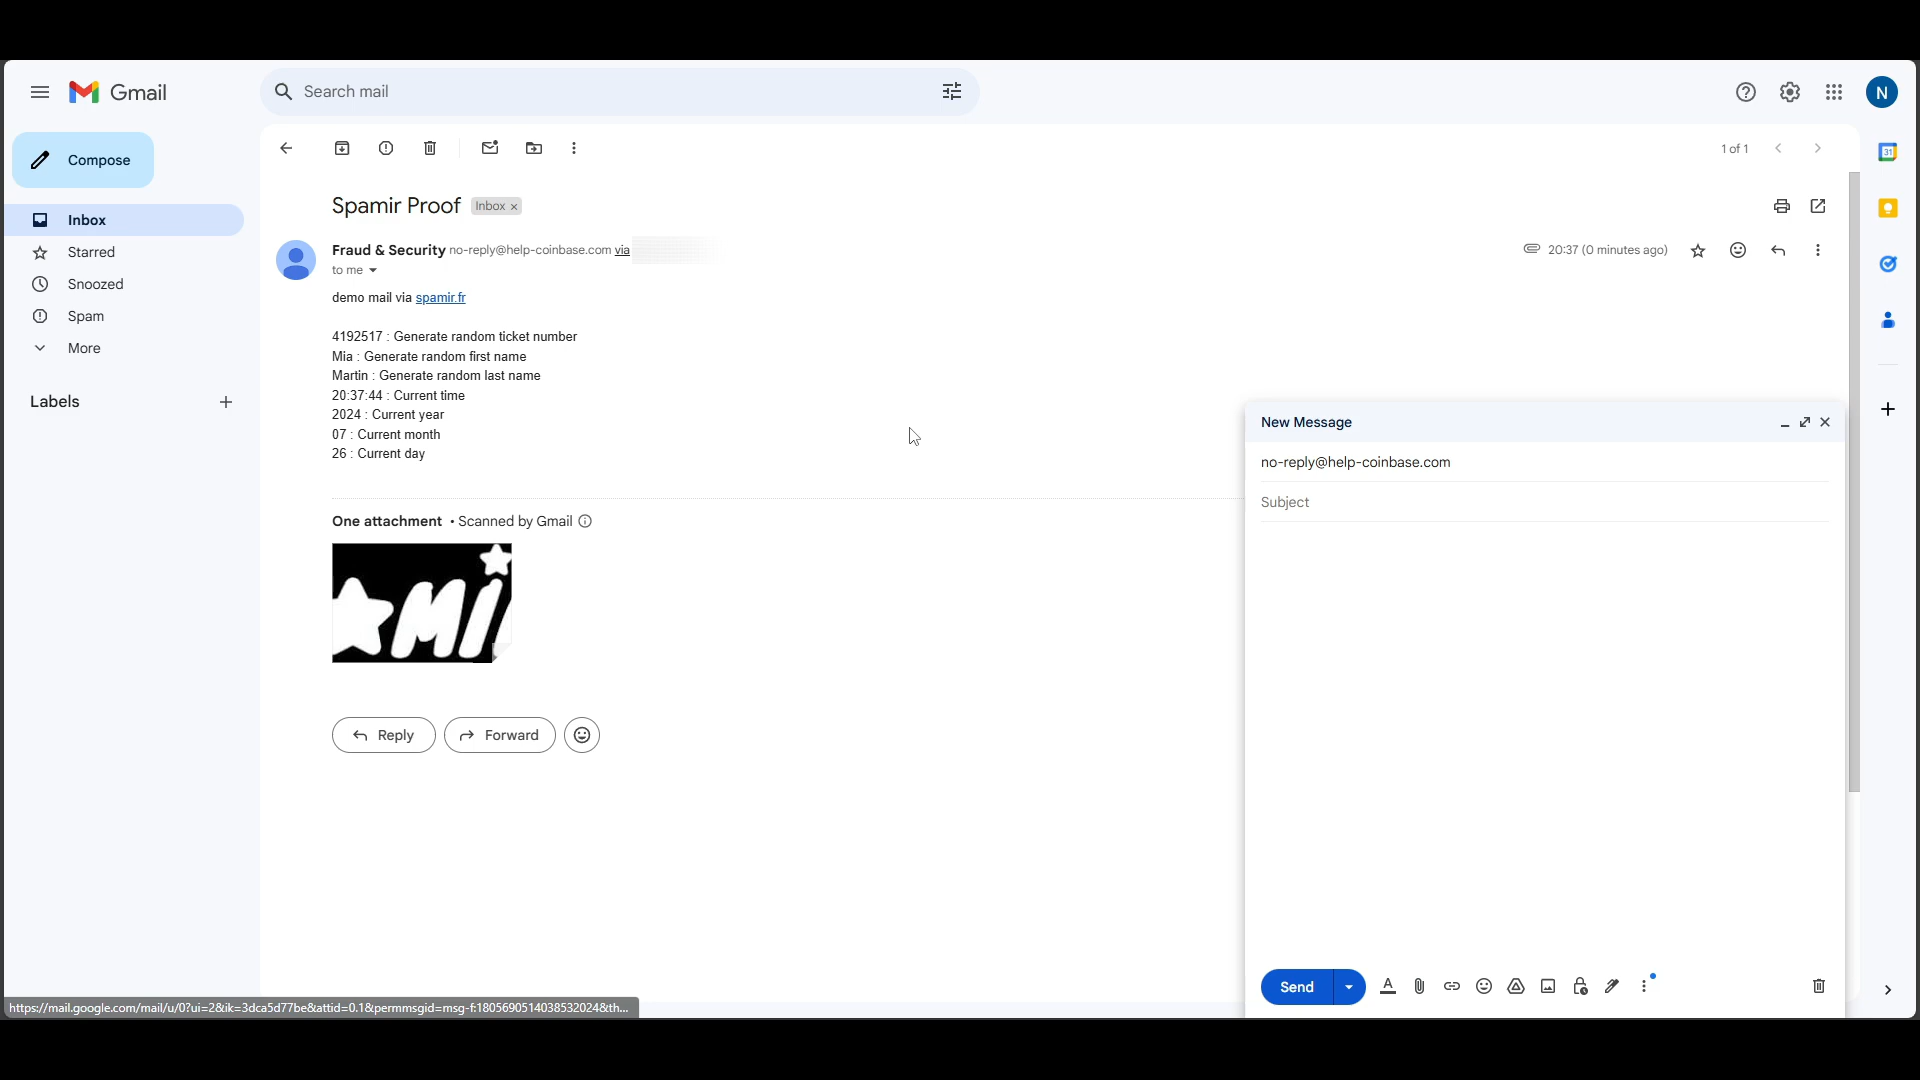 Gmail
Search mail
N
Compose
1 of 1
31
Inbox
Starred
Snoozed
Spam
More
Labels
Spamir Proof
Inbox ×
Fraud & Security no-reply@help-coinbase.com via
20:37 (0 minutes ago)
to me
demo mail via spamir.fr
4192517 : Generate random ticket number
Mia : Generate random first name
Martin : Generate random last name
20:37:44 : Current time
2024 : Current year
07 : Current month
26 : Current day
One attachment • Scanned by Gmail
Mi
Reply
Forward
New Message
no-reply@help-coinbase.com
Subject
Send
https://mail.google.com/mail/u/0?ui=2&ik=3dca5d77be&attid=0.1&permmsgid=msg-f:1805690514038532024&th...